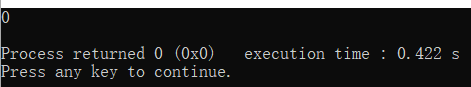 0
Process returned 0 (0x0)   execution time : 0.422 s
Press any key to continue.